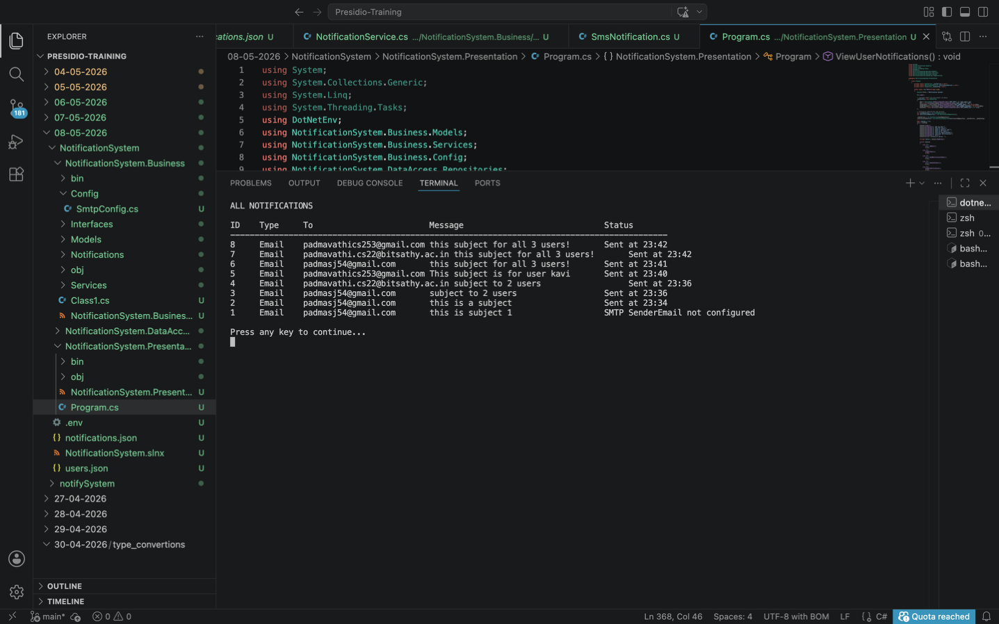 Presidio-Training
EXPLORER
PRESIDIO-TRAINING
04-05-2026
05-05-2026
06-05-2026
07-05-2026
08-05-2026
NotificationSystem
NotificationSystem.Business
bin
Config
SmtpConfig.cs U
Interfaces
Models
Notifications
obj
Services
Class1.cs U
NotificationSystem.Busines... U
NotificationSystem.DataAcc...
NotificationSystem.Presenta...
bin
obj
NotificationSystem.Present... U
Program.cs U
.env U
notifications.json U
NotificationSystem.slnx U
users.json U
notifySystem
27-04-2026
28-04-2026
29-04-2026
30-04-2026/type_convertions
OUTLINE
TIMELINE
181
cations.json U
NotificationService.cs .../NotificationSystem.Business/... U
SmsNotification.cs U
Program.cs .../NotificationSystem.Presentation U
08-05-2026 > NotificationSystem > NotificationSystem.Presentation > Program.cs > {} NotificationSystem.Presentation > Program > ViewUserNotifications() : void
1 using System;
2 using System.Collections.Generic;
3 using System.Linq;
4 using System.Threading.Tasks;
5 using DotNetEnv;
6 using NotificationSystem.Business.Models;
7 using NotificationSystem.Business.Services;
8 using NotificationSystem.Business.Config;
9 using NotificationSystem.DataAccess.Repositories;
PROBLEMS OUTPUT DEBUG CONSOLE TERMINAL PORTS
ALL NOTIFICATIONS
ID Type To Message Status
8 Email padmavathics253@gmail.com this subject for all 3 users! Sent at 23:42
7 Email padmavathi.cs22@bitsathy.ac.in this subject for all 3 users! Sent at 23:42
6 Email padmasj54@gmail.com this subject for all 3 users! Sent at 23:41
5 Email padmavathics253@gmail.com This subject is for user kavi Sent at 23:40
4 Email padmavathi.cs22@bitsathy.ac.in subject to 2 users Sent at 23:36
3 Email padmasj54@gmail.com subject to 2 users Sent at 23:36
2 Email padmasj54@gmail.com this is a subject Sent at 23:34
1 Email padmasj54@gmail.com this is subject 1 SMTP SenderEmail not configured
Press any key to continue...
dotne...
zsh
zsh 0...
bash...
bash...
main* 0 0
Ln 368, Col 46 Spaces: 4 UTF-8 with BOM LF {} C# Quota reached